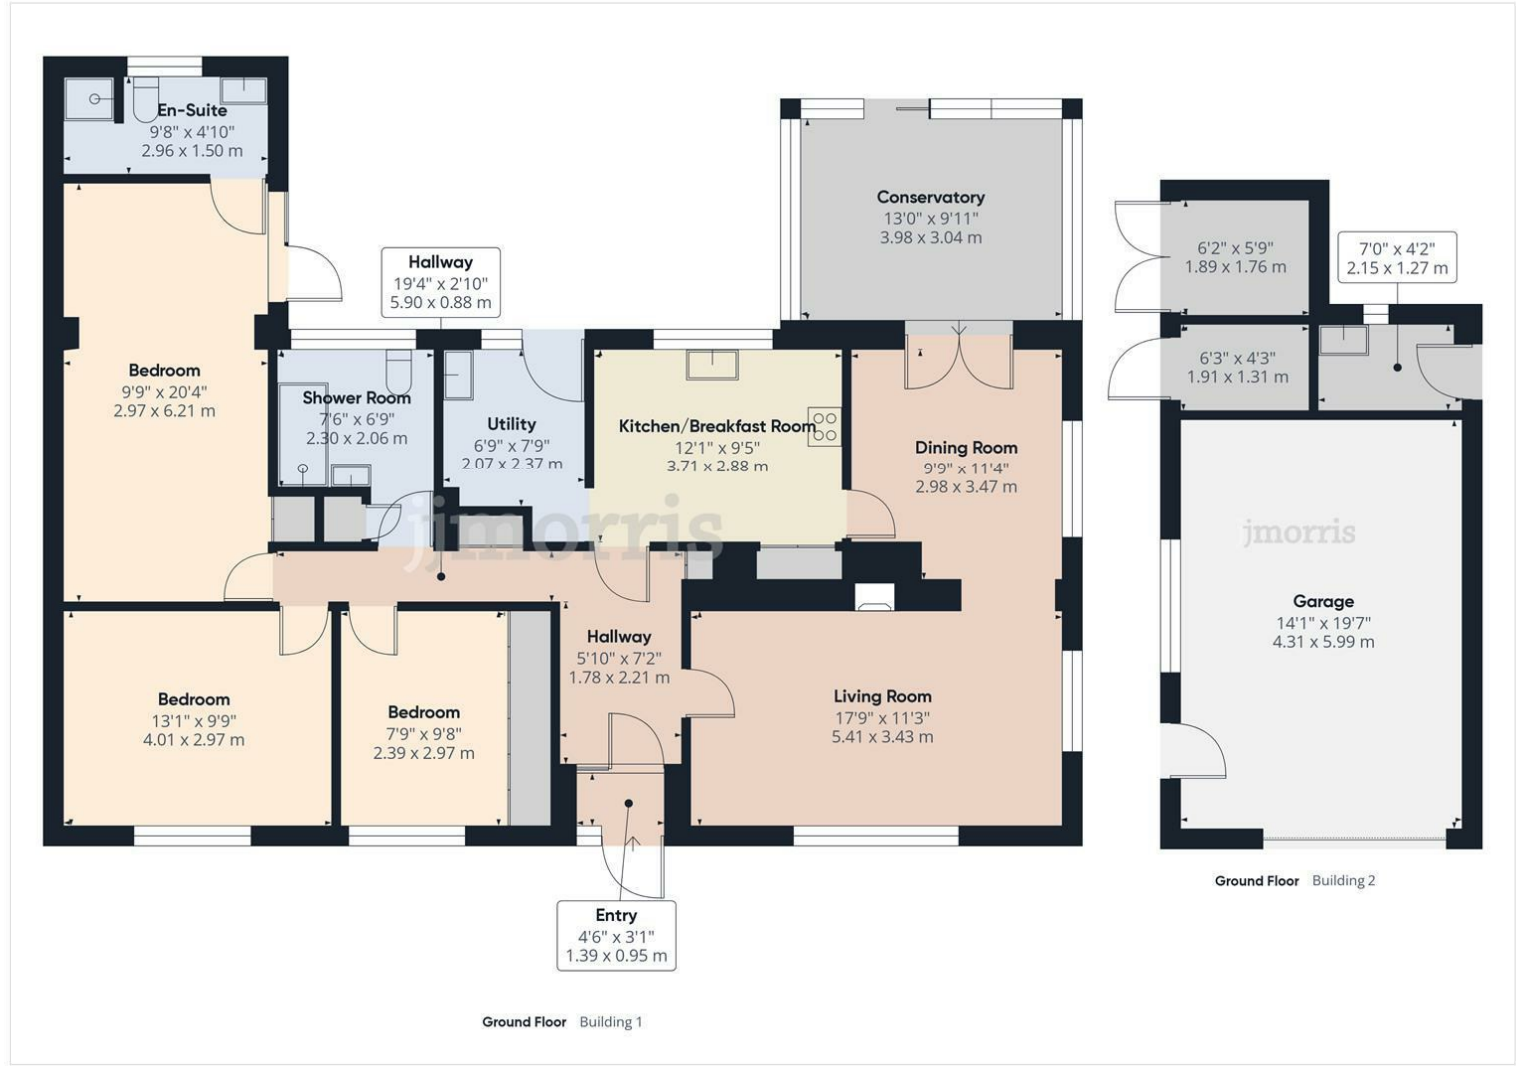 En-Suite
9'8" x 4'10"
2.96 x 1.50 m
Hallway
19'4" x 2'10"
5.90 x 0.88 m
Conservatory
13'0" x 9'11"
3.98 x 3.04 m
Bedroom
9'9" x 20'4"
2.97 x 6.21 m
Shower Room
7'6" x 6'9"
2.30 x 2.06 m
Utility
6'9" x 7'9"
2.07 x 2.37 m
Kitchen/Breakfast Room
12'1" x 9'5"
3.71 x 2.88 m
Dining Room
9'9" x 11'4"
2.98 x 3.47 m
jjmorris
Bedroom
13'1" x 9'9"
4.01 x 2.97 m
Bedroom
7'9" x 9'8"
2.39 x 2.97 m
Hallway
5'10" x 7'2"
1.78 x 2.21 m
Living Room
17'9" x 11'3"
5.41 x 3.43 m
Entry
4'6" x 3'1"
1.39 x 0.95 m
Ground Floor Building 1
6'2" x 5'9"
1.89 x 1.76 m
7'0" x 4'2"
2.15 x 1.27 m
6'3" x 4'3"
1.91 x 1.31 m
jmorris
Garage
14'1" x 19'7"
4.31 x 5.99 m
Ground Floor Building 2